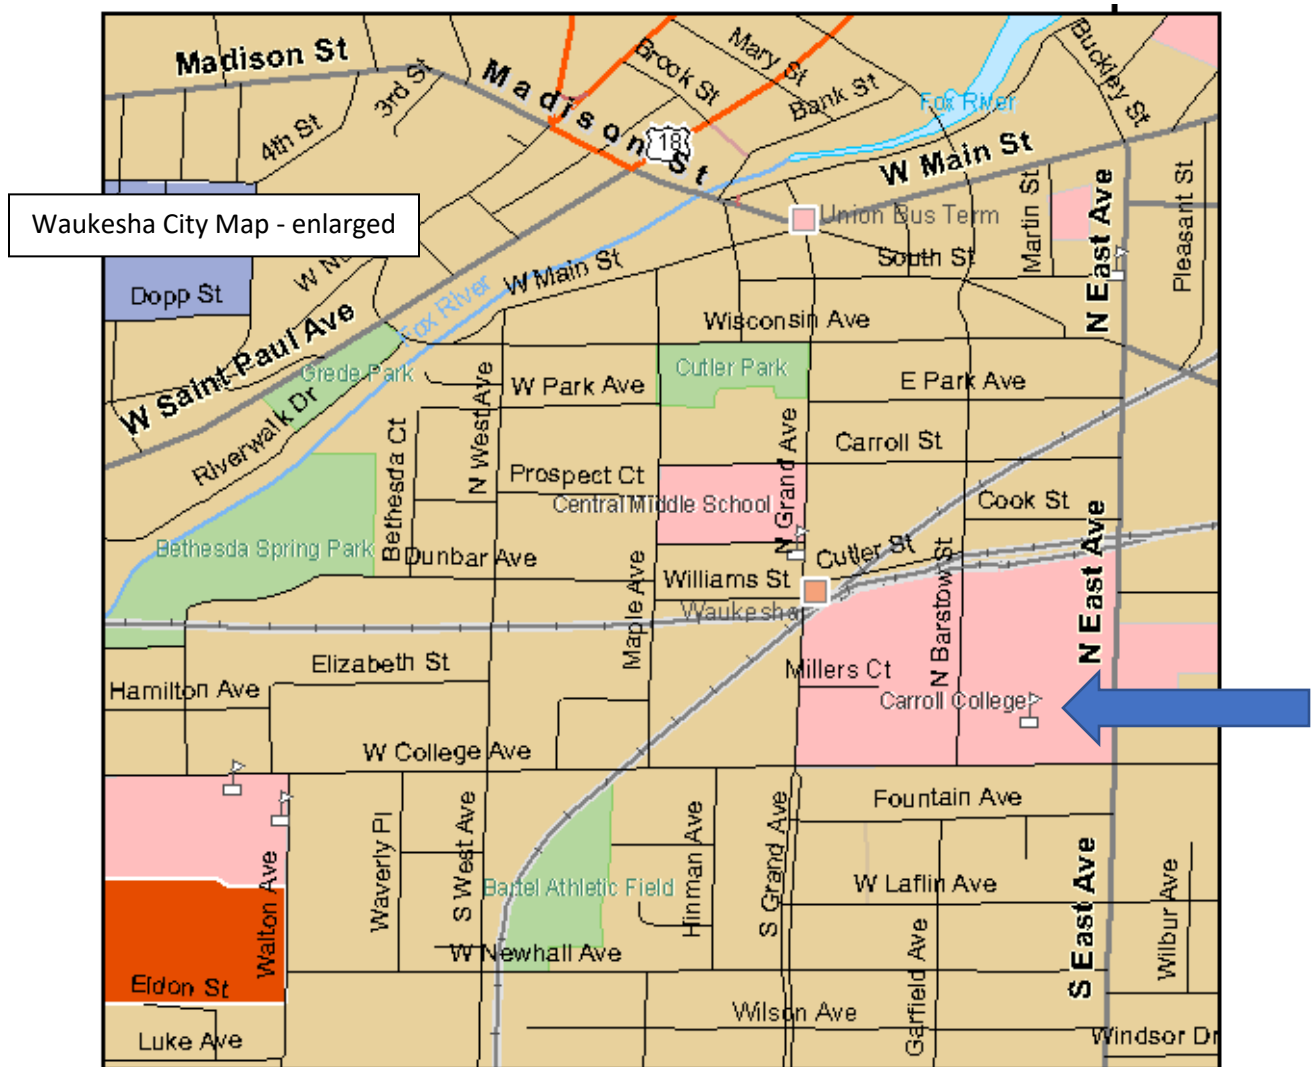 Madison St
3rd St
4th St
Madison St
18
Brook St
Mary St
Bank St
Fox River
Buckley St
W Main St
Waukesha City Map - enlarged
Union Bus Term
Martin St
N East Ave
Pleasant St
South St
Dopp St
W Main St
Fox River
Wisconsin Ave
W Saint Paul Ave
Grede Park
Riverwalk Dr
W Park Ave
Cutler Park
E Park Ave
N West Ave
Bethesda Ct
Prospect Ct
N Grand Ave
Carroll St
Central Middle School
Cook St
Bethesda Spring Park
Dunbar Ave
Cutler St
Williams St
Waukesha
Maple Ave
N Barstow St
N East Ave
Elizabeth St
Millers Ct
Hamilton Ave
Carroll College
W College Ave
Fountain Ave
Waverly Pl
S West Ave
Hinman Ave
S Grand Ave
Bartel Athletic Field
W Laflin Ave
Walton Ave
S East Ave
Wilbur Ave
W Newhall Ave
Garfield Ave
Eldon St
Wilson Ave
Luke Ave
Windsor Dr